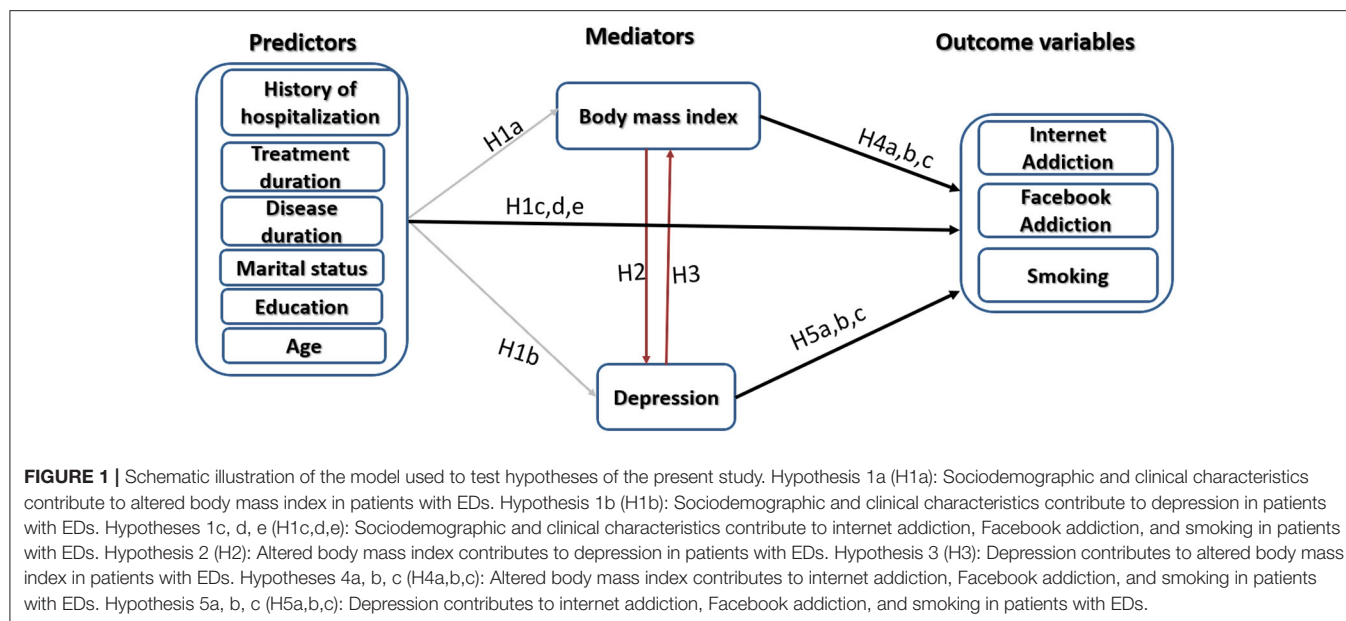 Predictors
Mediators
Outcome variables
History of
hospitalization
Treatment
duration
Disease
duration
Marital status
Education
Age
Body mass index
Depression
Internet
Addiction
Facebook
Addiction
Smoking
H1a
H1c,d,e
H1b
H2
H3
H4a,b,c
H5a,b,c
FIGURE 1 | Schematic illustration of the model used to test hypotheses of the present study. Hypothesis 1a (H1a): Sociodemographic and clinical characteristics
contribute to altered body mass index in patients with EDs. Hypothesis 1b (H1b): Sociodemographic and clinical characteristics contribute to depression in patients
with EDs. Hypotheses 1c, d, e (H1c,d,e): Sociodemographic and clinical characteristics contribute to internet addiction, Facebook addiction, and smoking in patients
with EDs. Hypothesis 2 (H2): Altered body mass index contributes to depression in patients with EDs. Hypothesis 3 (H3): Depression contributes to altered body mass
index in patients with EDs. Hypotheses 4a, b, c (H4a,b,c): Altered body mass index contributes to internet addiction, Facebook addiction, and smoking in patients
with EDs. Hypothesis 5a, b, c (H5a,b,c): Depression contributes to internet addiction, Facebook addiction, and smoking in patients with EDs.